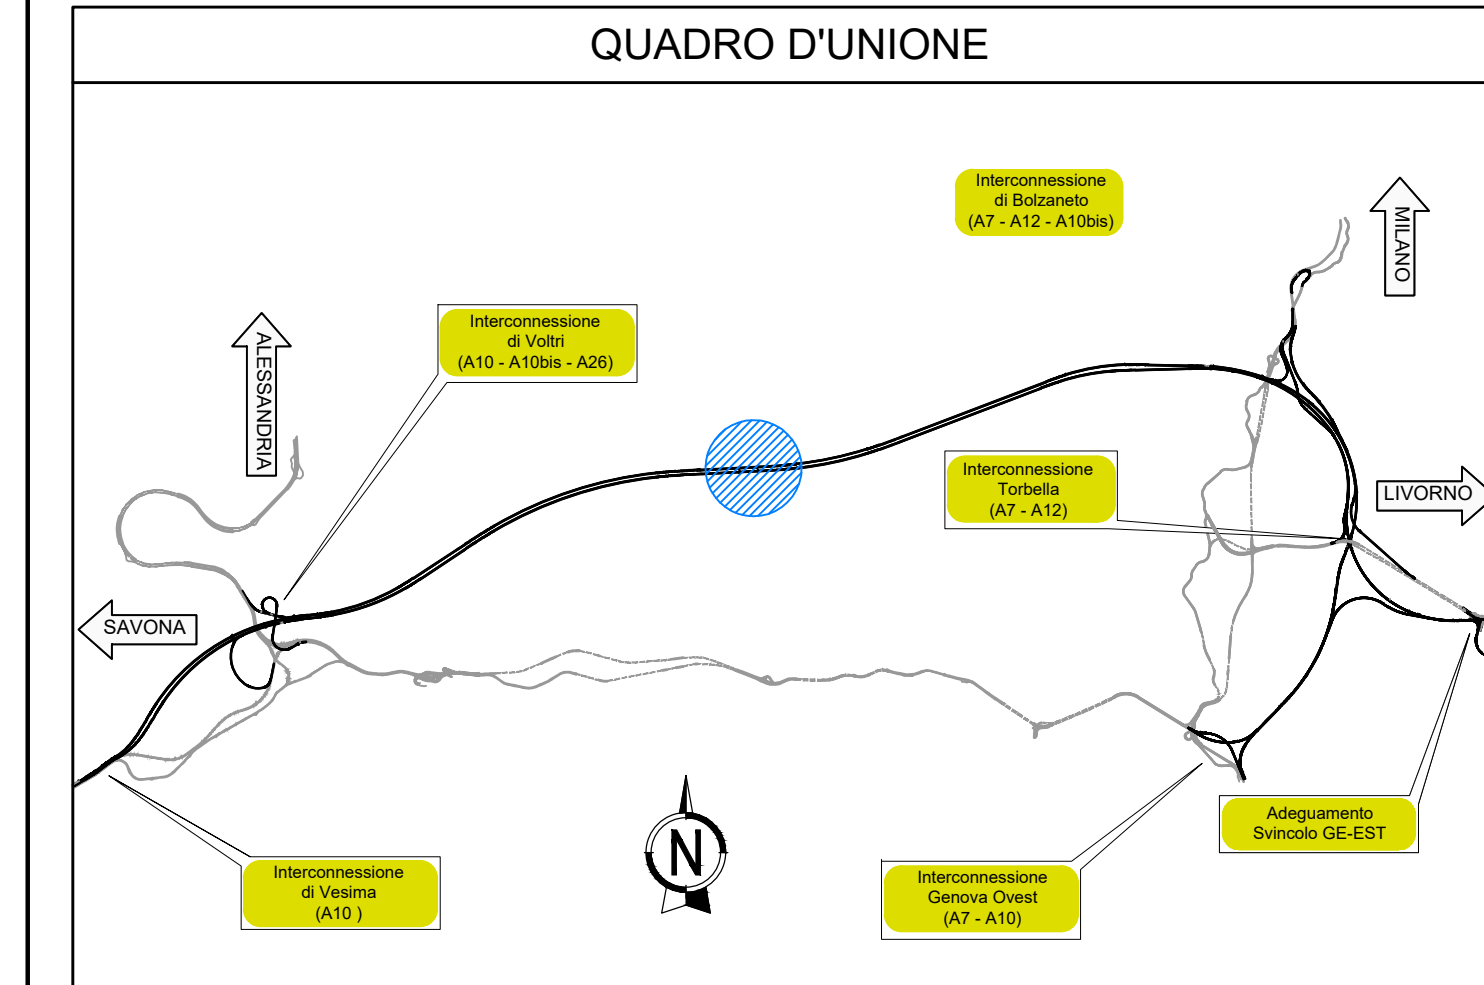 QUADRO D'UNIONE
Interconnessione
di Bolzaneto
(A7 - A12 - A10bis)
MILANO
Interconnessione
di Voltri
(A10 - A10bis - A26)
ALESSANDRIA
Interconnessione
Torbella
(A7 - A12)
LIVORNO
SAVONA
Adeguamento
Svincolo GE-EST
N
Interconnessione
di Vesima
(A10 )
Interconnessione
Genova Ovest
(A7 - A10)